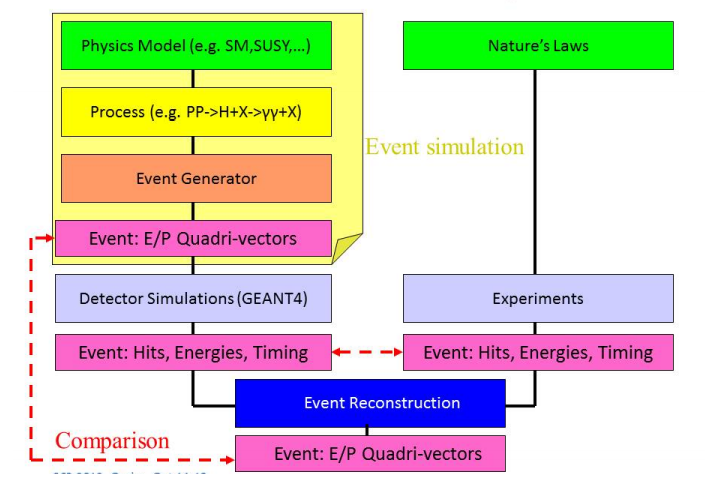 Physics Model (e.g. SM,SUSY,...)
Nature's Laws
Process (e.g. PP->H+X->γγ+X)
Event simulation
Event Generator
Event: E/P Quadri-vectors
Detector Simulations (GEANT4)
Experiments
Event: Hits, Energies, Timing
Event: Hits, Energies, Timing
Event Reconstruction
Comparison
Event: E/P Quadri-vectors